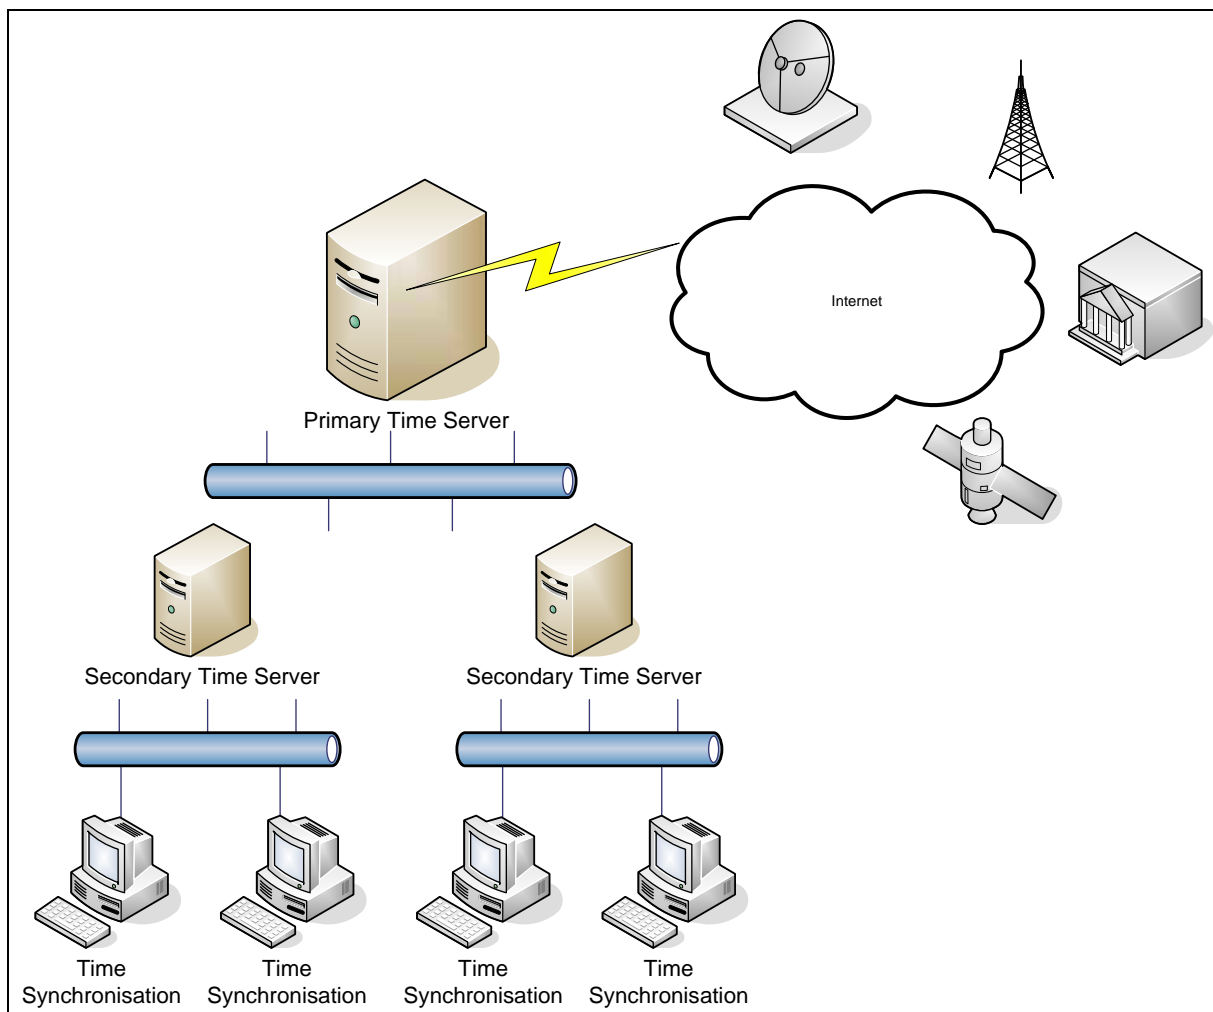 Internet
Primary Time Server
Secondary Time Server
Secondary Time Server
Time
Synchronisation
Time
Synchronisation
Time
Synchronisation
Time
Synchronisation